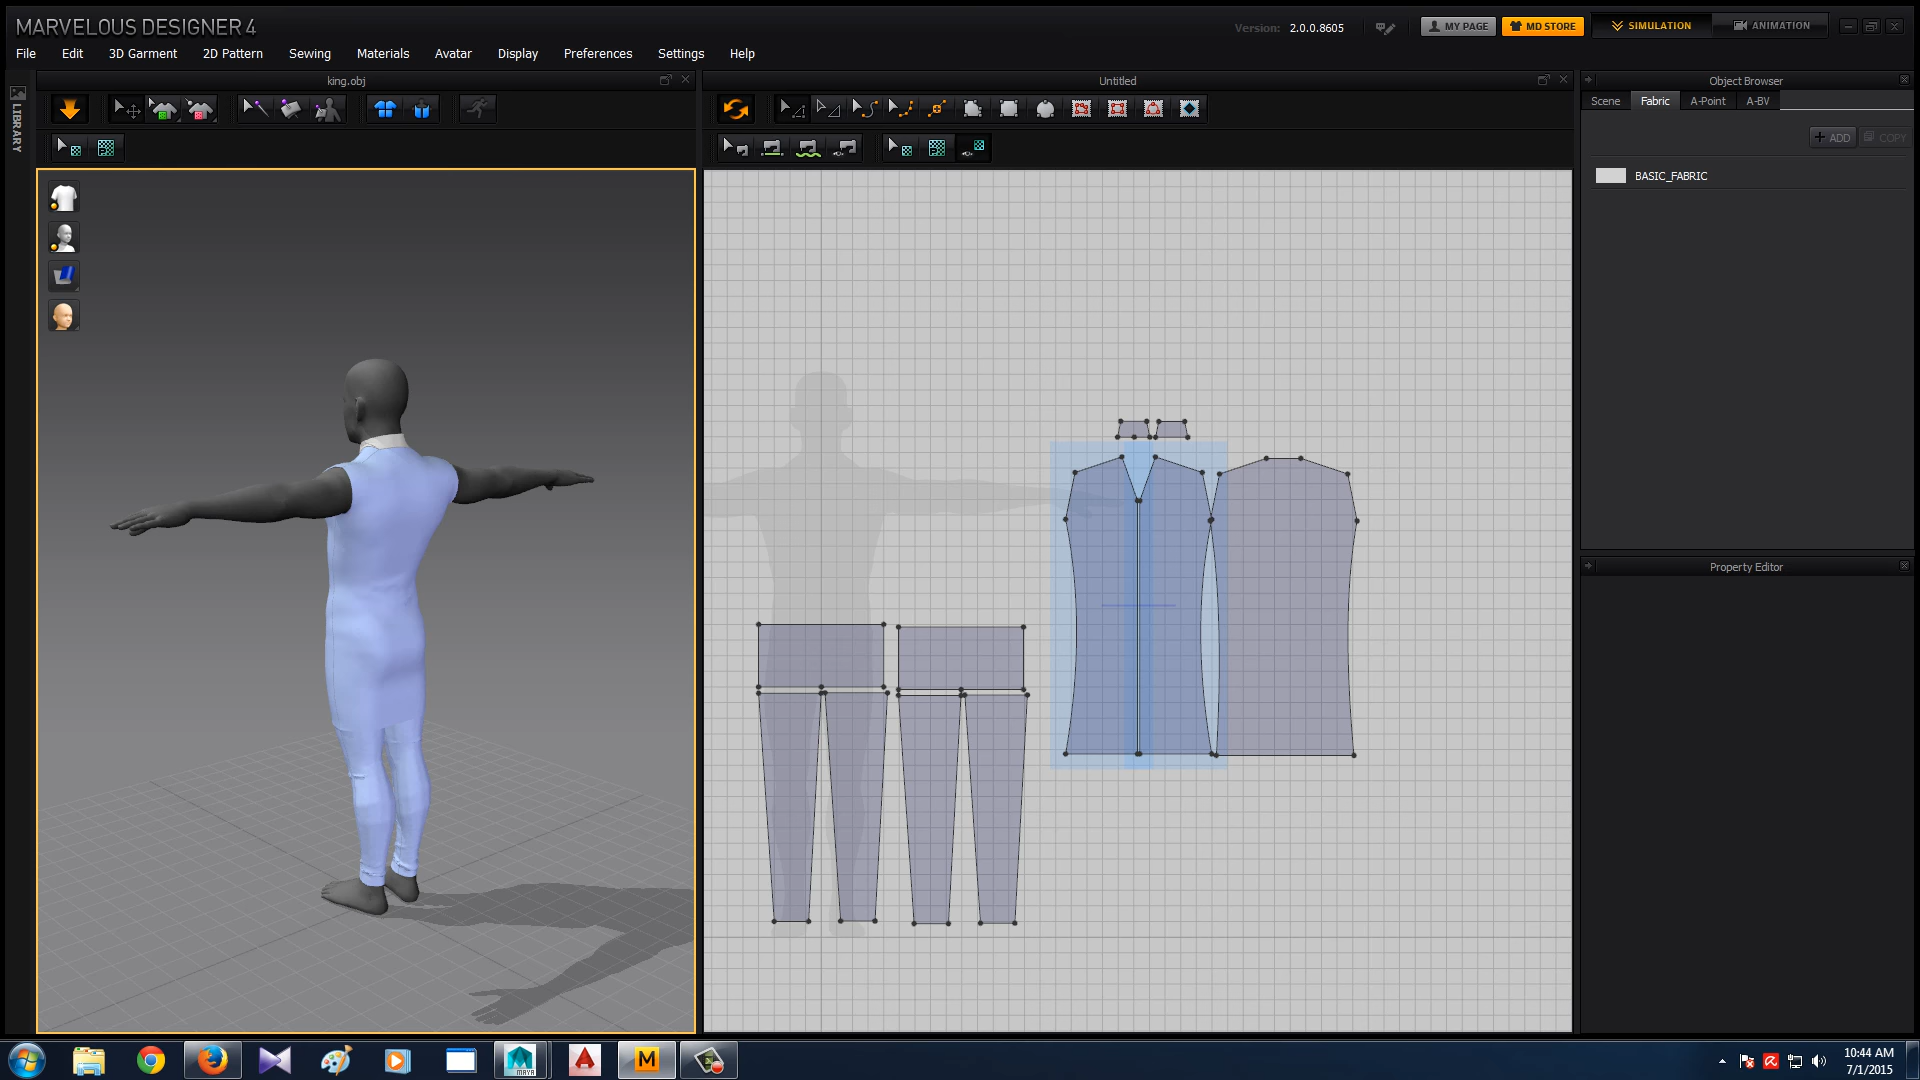 MARVELOUS DESIGNER 4
Version: 2.0.0.8605
MY PAGE
MD STORE
SIMULATION
ANIMATION
File Edit 3D Garment 2D Pattern Sewing Materials Avatar Display Preferences Settings Help
LIBRARY
king.obj
Untitled
Object Browser
Scene Fabric A-Point A-BV
+ ADD
COPY
BASIC_FABRIC
Property Editor
MAYA
M
10:44 AM
7/1/2015